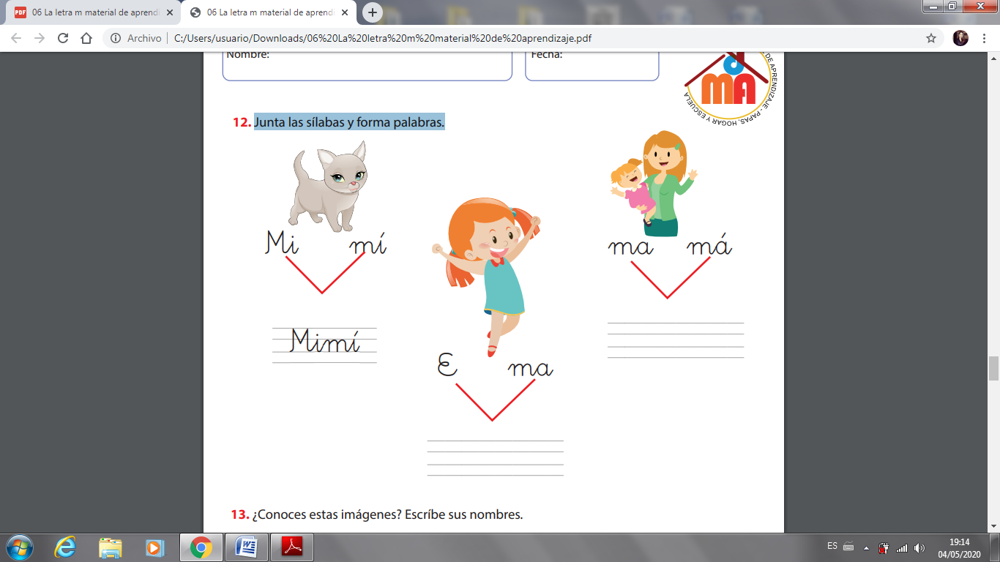 06 La letra m material de aprendi
06 La letra m material de aprendi
Archivo
C:/Users/usuario/Downloads/06%20La%20letra%20m%20material%20de%20aprendizaje.pdf
Nombre:
Fecha:
DE APRENDIZAJE - PAPAS, HOGAR Y ESCUELA
d
mA
12. Junta las sílabas y forma palabras.
Mi mí
ma má
Mimí
E ma
13. ¿Conoces estas imágenes? Escríbe sus nombres.
ES
19:14
04/05/2020